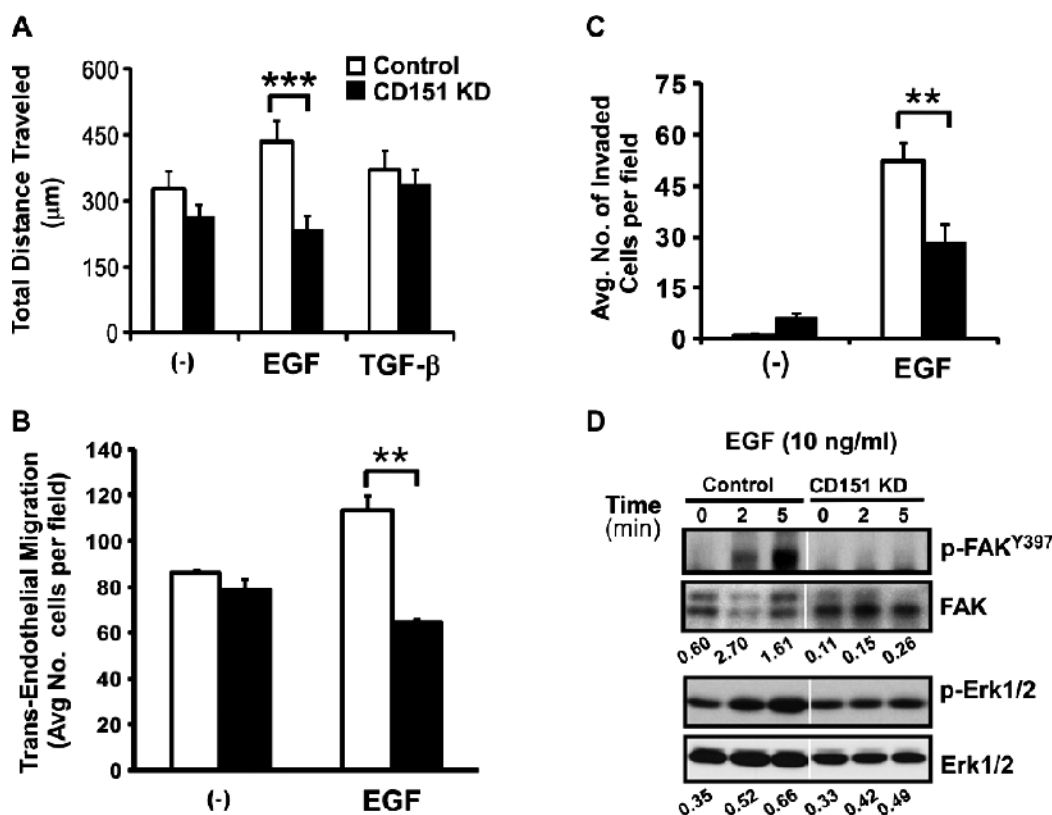 A
Total Distance Traveled
(μm)
600
450
300
150
0
***
Control
CD151 KD
(-)
EGF
TGF-β
B
Trans-Endothelial Migration
(Avg No. cells per field)
140
120
100
80
60
40
20
0
**
(-)
EGF
C
Avg. No. of Invaded
Cells per field
75
60
45
30
15
0
**
(-)
EGF
D
EGF (10 ng/ml)
Control CD151 KD
Time 0 2 5 0 2 5
(min)
p-FAK^Y397
FAK
0.60 2.70 1.61 0.11 0.15 0.26
p-Erk1/2
Erk1/2
0.35 0.52 0.66 0.33 0.42 0.49